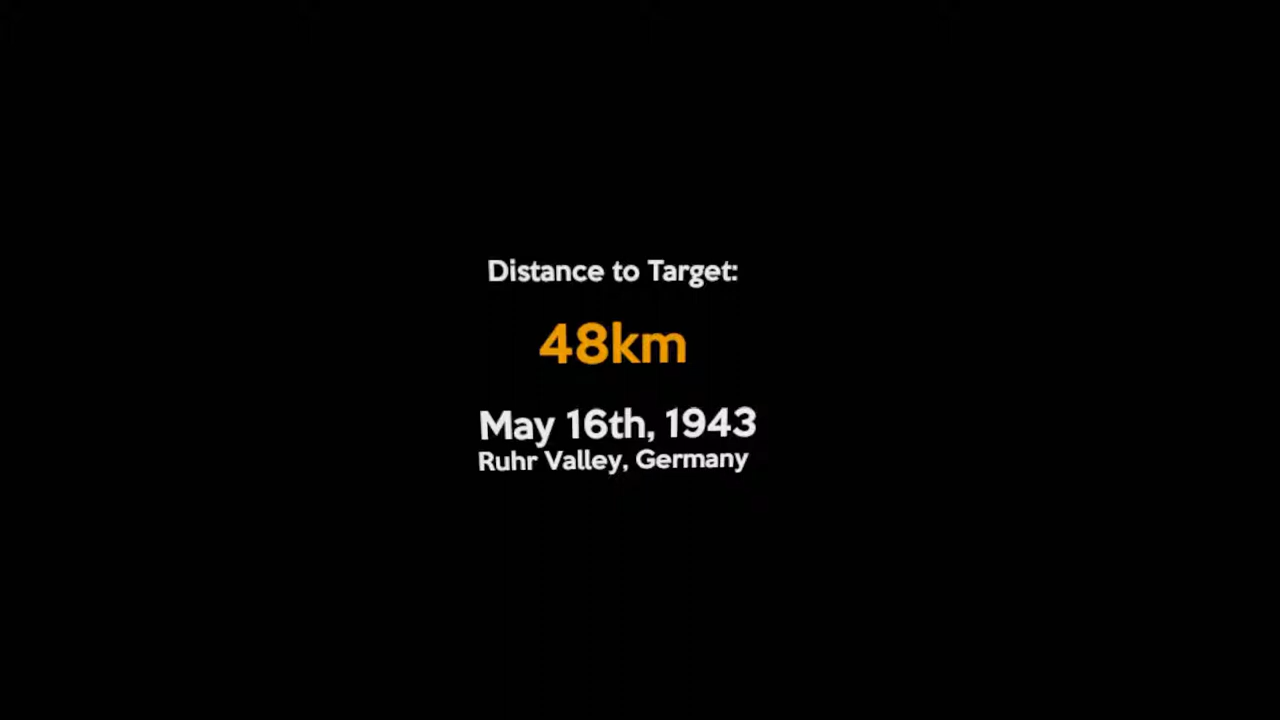 Distance to Target:
48km
May 16th, 1943
Ruhr Valley, Germany